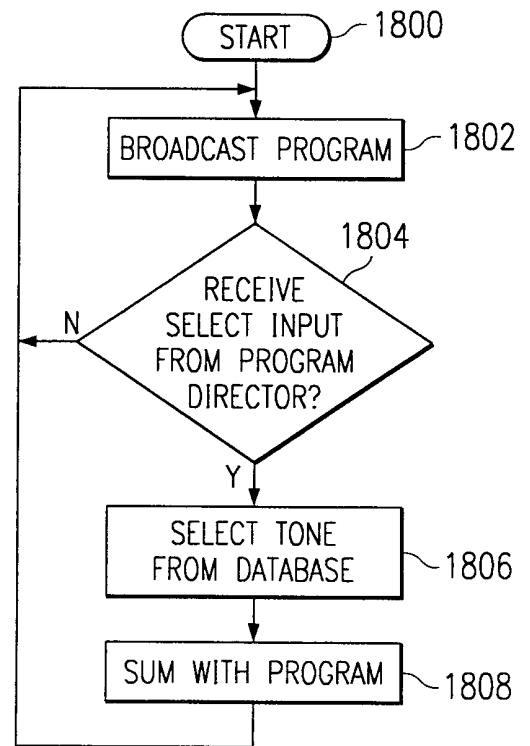 START
1800
BROADCAST PROGRAM
1802
1804
RECEIVE
SELECT INPUT
FROM PROGRAM
DIRECTOR?
N
Y
SELECT TONE
FROM DATABASE
1806
SUM WITH PROGRAM
1808